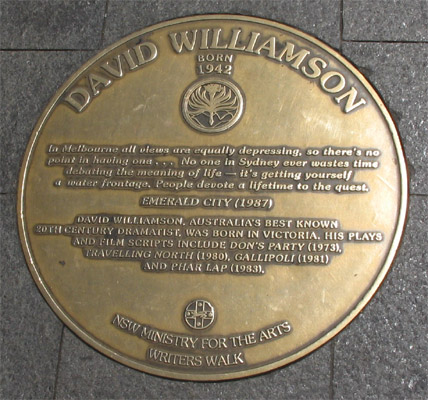 DAVID WILLIAMSON
BORN
1942
In Melbourne all views are equally depressing, so there's no
point in having one . . . No one in Sydney ever wastes time
debating the meaning of life — it's getting yourself
a water frontage. People devote a lifetime to the quest.
EMERALD CITY (1987)
DAVID WILLIAMSON, AUSTRALIA'S BEST KNOWN
20TH CENTURY DRAMATIST, WAS BORN IN VICTORIA. HIS PLAYS
AND FILM SCRIPTS INCLUDE DON'S PARTY (1973),
TRAVELLING NORTH (1980), GALLIPOLI (1981)
AND PHAR LAP (1983).
NSW MINISTRY FOR THE ARTS
WRITERS WALK